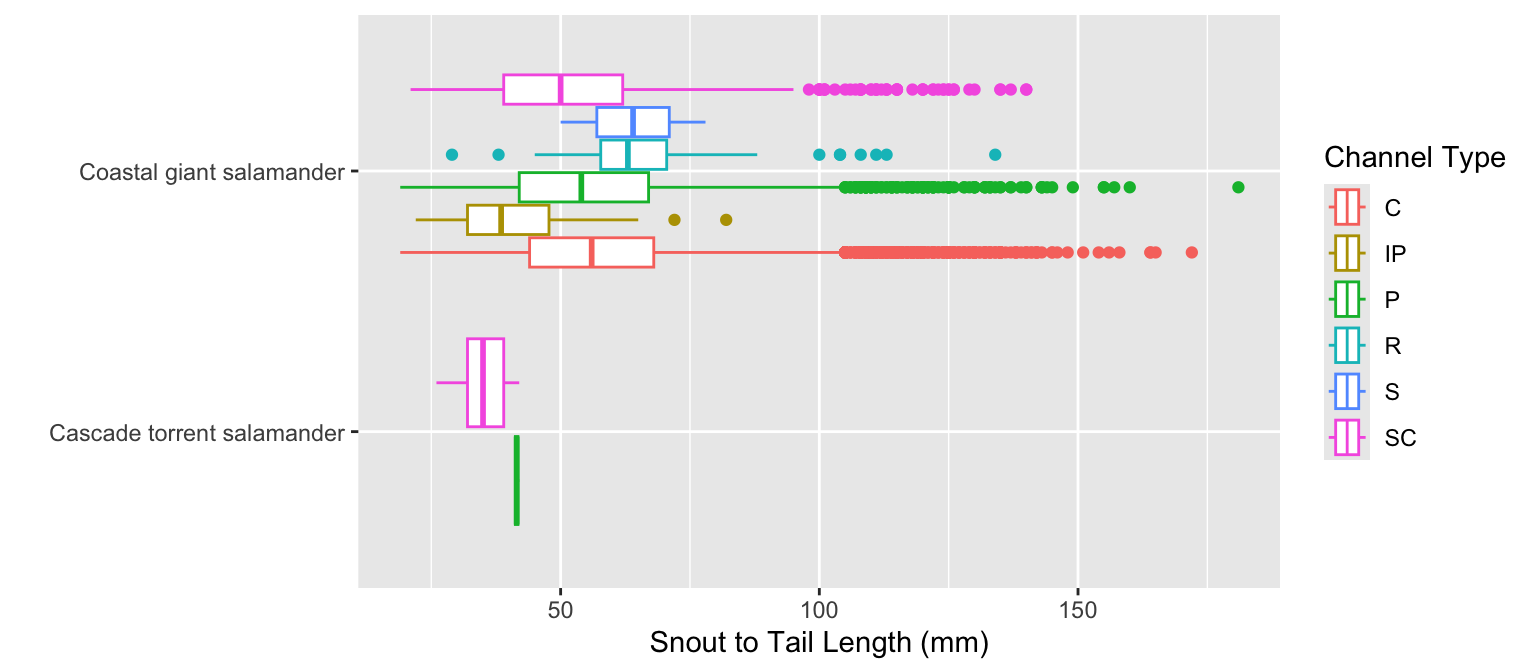 Coastal giant salamander
Cascade torrent salamander
50 100 150
Snout to Tail Length (mm)
Channel Type
C
IP
P
R
S
SC